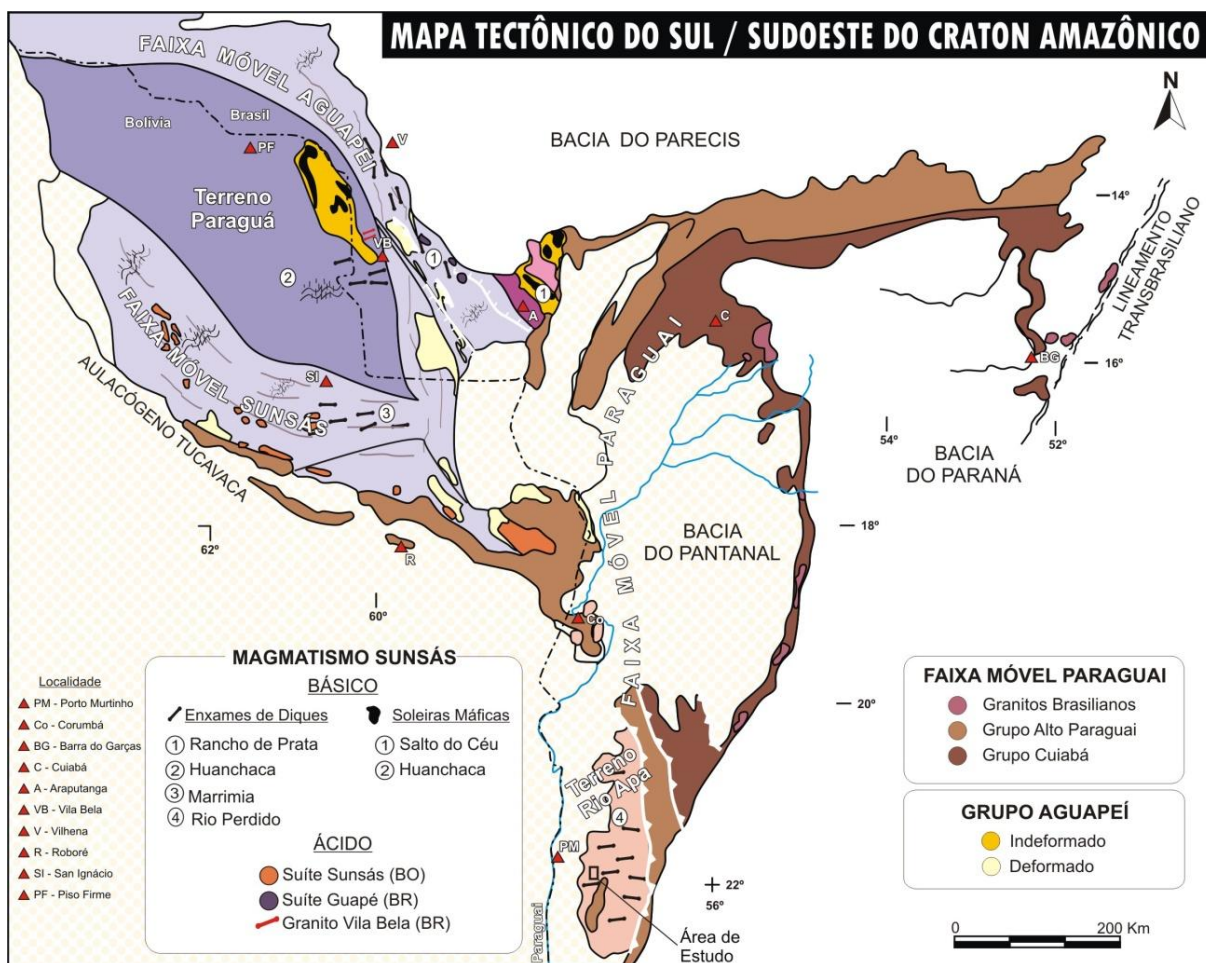 MAPA TECTÔNICO DO SUL / SUDOESTE DO CRATON AMAZÔNICO
FAIXA MÓVEL AGUAPEI
N
Bolivia
Brasil
PF
V
BACIA DO PARECIS
14º
Terreno
Paraguá
LINEAMENTO
TRANSBRASILIANO
VB
1
2
1
A
C
BG
16º
FAIXA MÓVEL SUNSÁS
SI
3
AULACÓGENO TUCAVACA
FAIXA MÓVEL PARAGUAI
54º
52º
BACIA
DO PARANÁ
62º
R
BACIA
DO PANTANAL
18º
60º
Co
20º
Terreno
Rio Apa
4
PM
22º
56º
Paraguai
Área de
Estudo
Localidade
PM - Porto Murtinho
Co - Corumbá
BG - Barra do Garças
C - Cuiabá
A - Araputanga
VB - Vila Bela
V - Vilhena
R - Roboré
SI - San Ignácio
PF - Piso Firme
MAGMATISMO SUNSÁS
BÁSICO
Enxames de Diques
1 Rancho de Prata
2 Huanchaca
3 Marrimia
4 Rio Perdido
Soleiras Máficas
1 Salto do Céu
2 Huanchaca
ÁCIDO
Suíte Sunsás (BO)
Suíte Guapé (BR)
Granito Vila Bela (BR)
FAIXA MÓVEL PARAGUAI
Granitos Brasilianos
Grupo Alto Paraguai
Grupo Cuiabá
GRUPO AGUAPEÍ
Indeformado
Deformado
0
200 Km